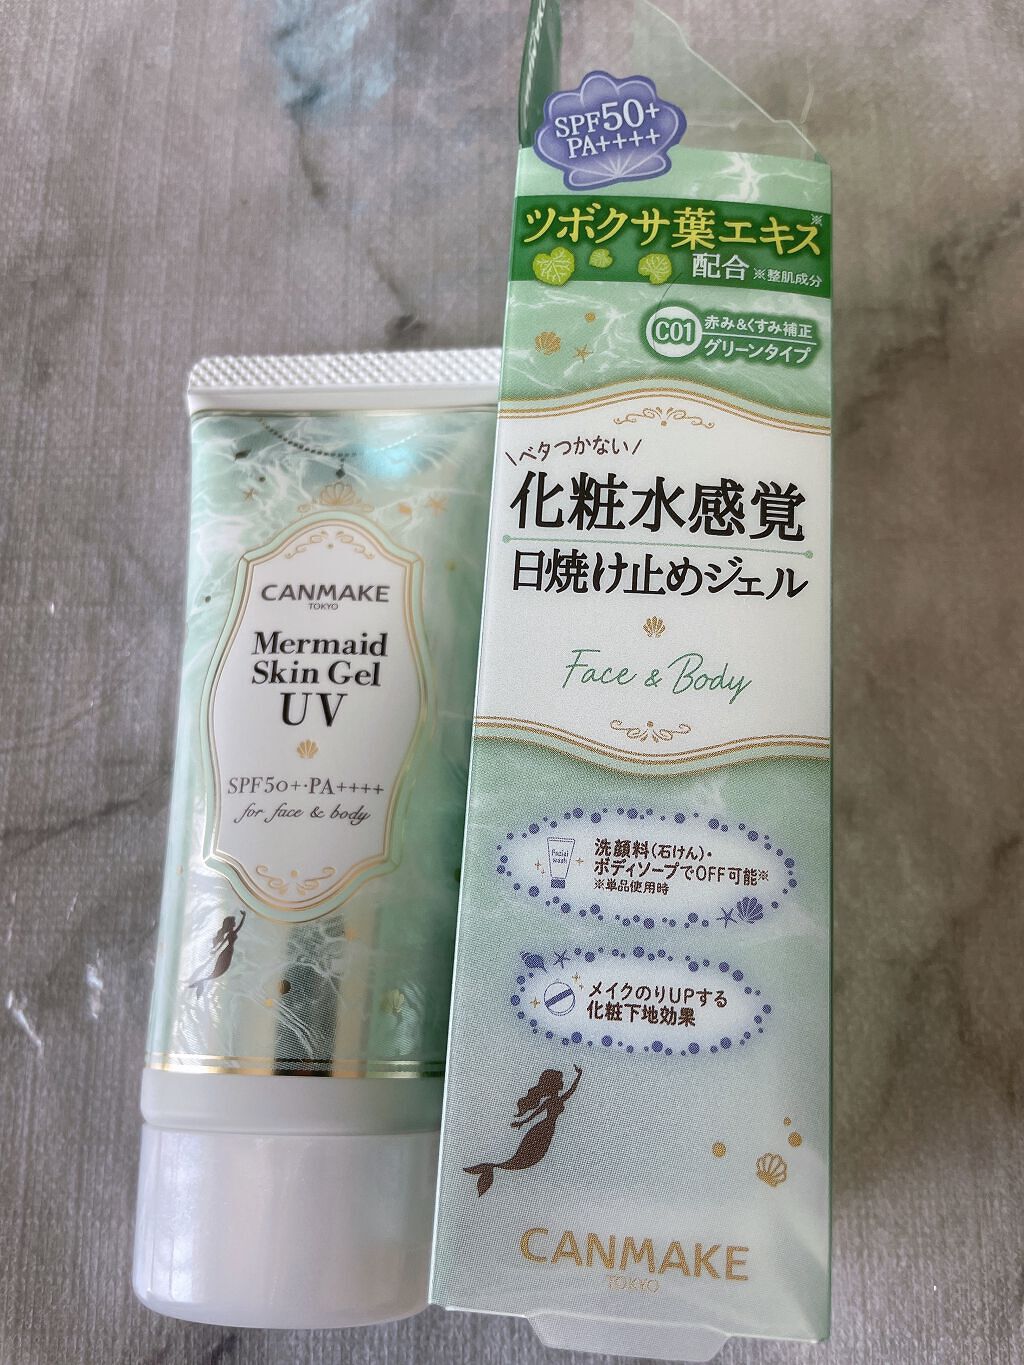 CANMAKE
TOKYO
Mermaid
Skin Gel
UV
SPF50+・PA++++
for face & body
SPF50+
PA++++
ツボクサ葉エキス※
配合 ※整肌成分
C01 赤み&くすみ補正
グリーンタイプ
\ベタつかない/
化粧水感覚
日焼け止めジェル
Face & Body
Facial
wash
洗顔料(石けん)・
ボディソープでOFF可能※
※単品使用時
メイクのりUPする
化粧下地効果
CANMAKE
TOKYO